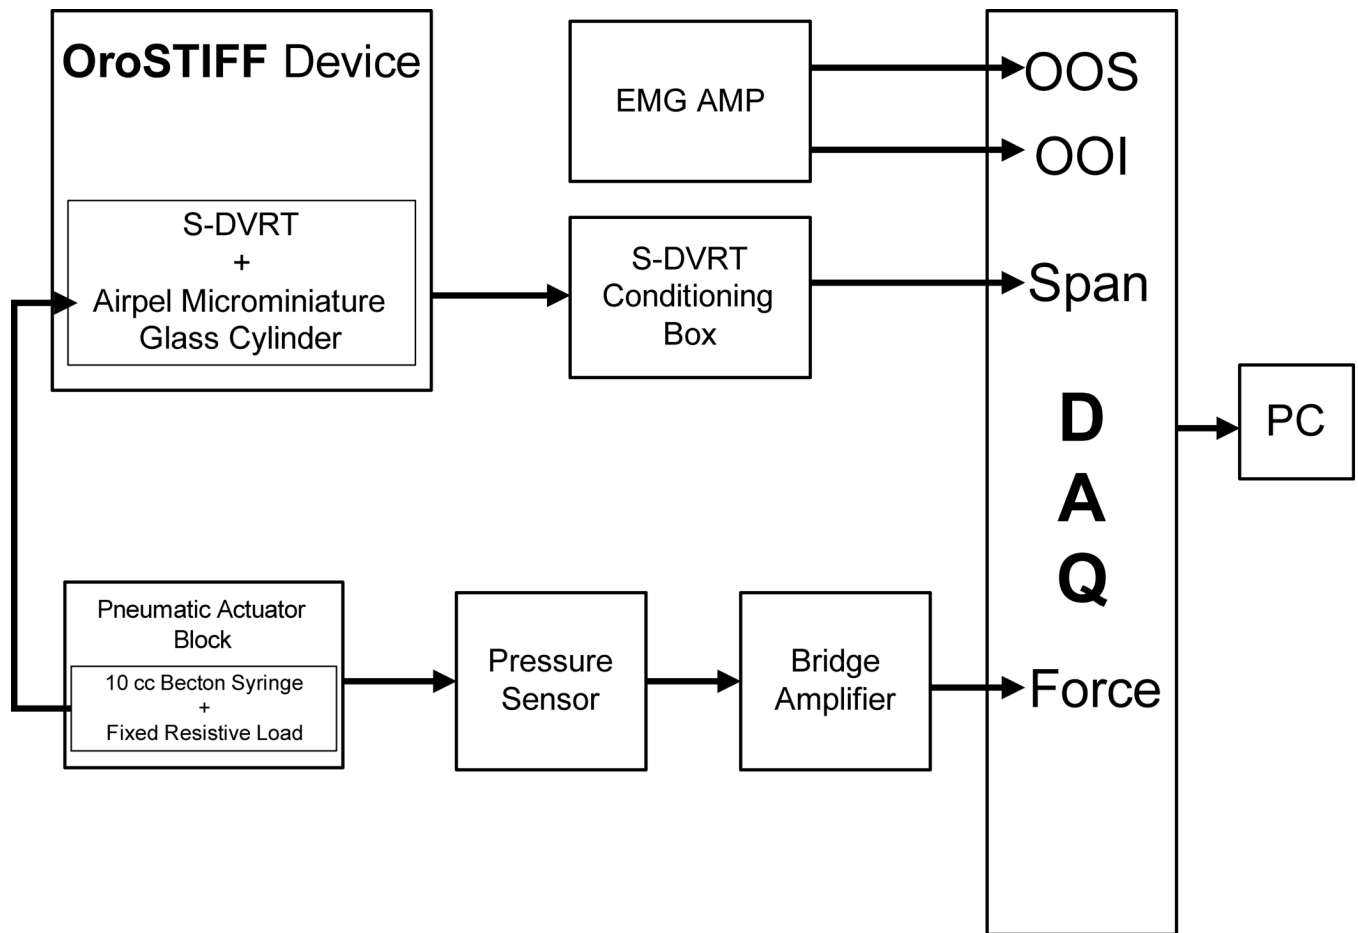 OroSTIFF Device
S-DVRT
+
Airpel Microminiature
Glass Cylinder
EMG AMP
S-DVRT
Conditioning
Box
OOS
OOI
Span
D
A
Q
Force
PC
Pneumatic Actuator
Block
10 cc Becton Syringe
+
Fixed Resistive Load
Pressure
Sensor
Bridge
Amplifier